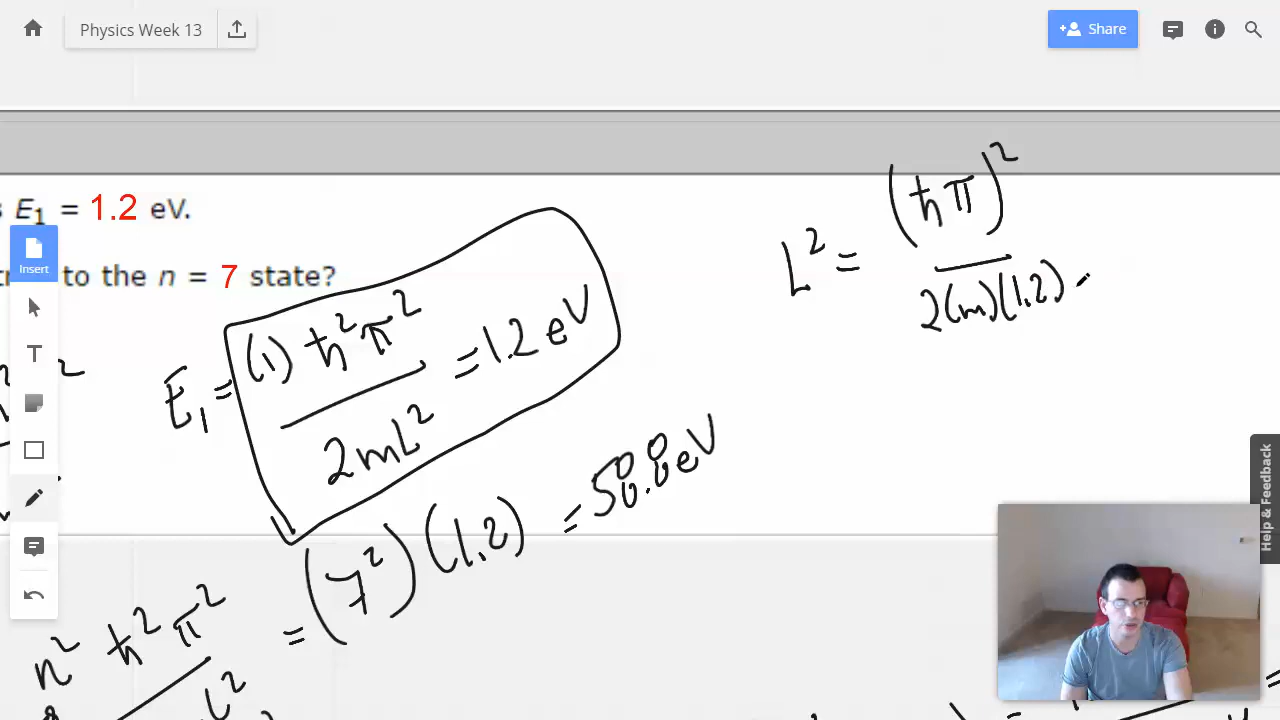 Physics Week 13
Share
E₁ = 1.2 eV.
to the n = 7 state?
Insert
E₁ = (1) ħ²π² / 2mL² = 1.2 eV
L² = (ħπ)² / 2(m)(1.2)
= (7²)(1.2) = 58.8 eV
n² ħ² π²
L²
Help & Feedback